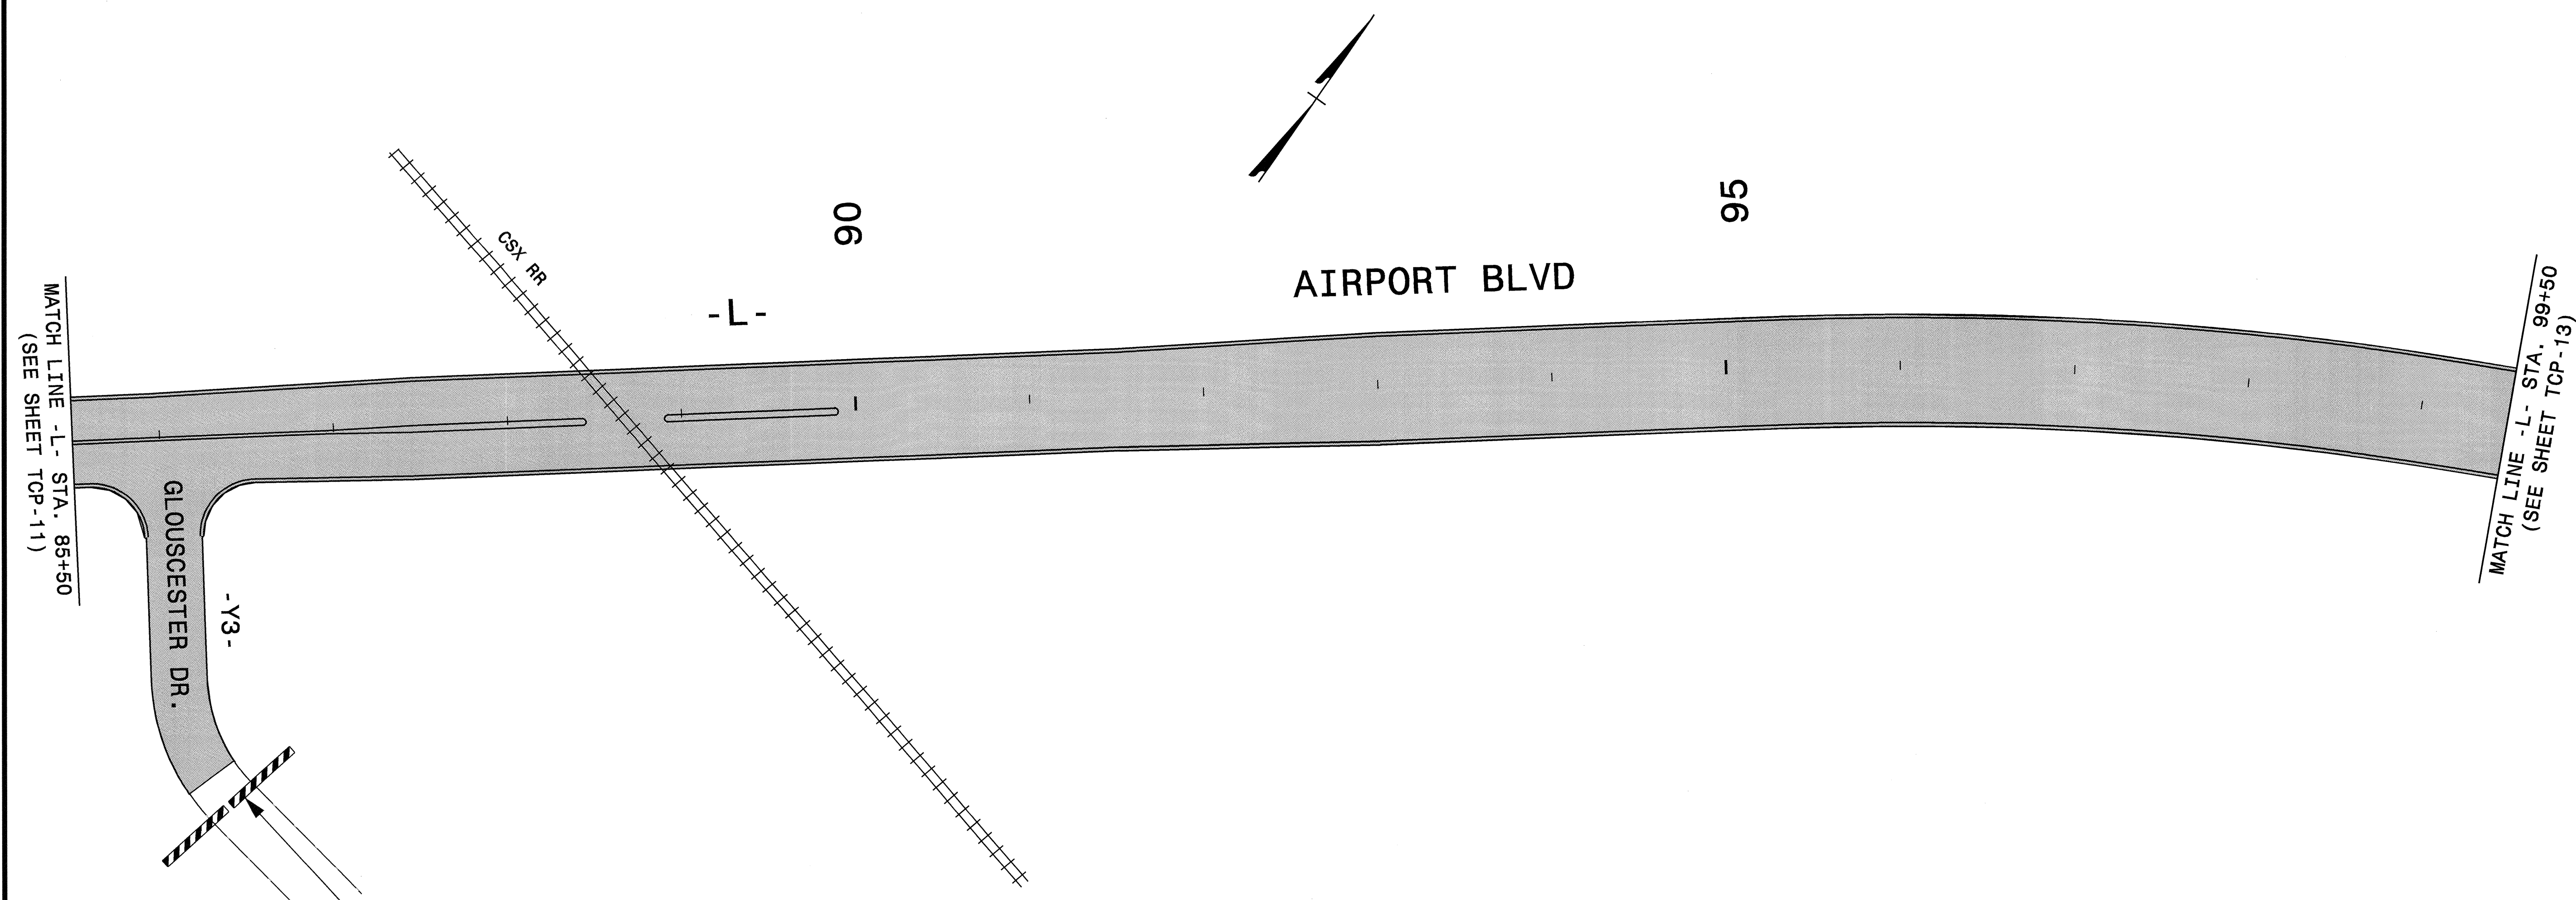 MATCH LINE -L- STA. 85+50
(SEE SHEET TCP-11)
CSX RR
-L-
90
AIRPORT BLVD
95
GLOUSCESTER DR.
-Y3-
MATCH LINE -L- STA. 99+50
(SEE SHEET TCP-13)